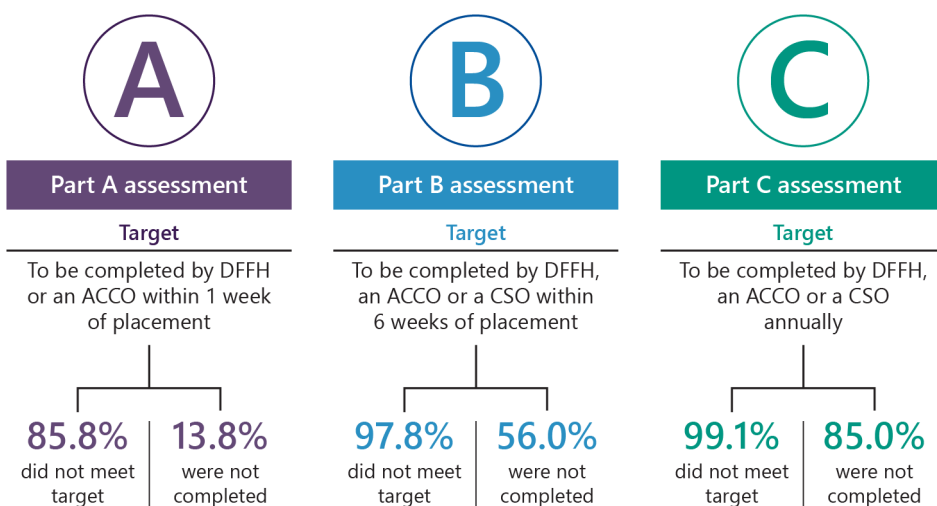 A
Part A assessment
Target
To be completed by DFFH
or an ACCO within 1 week
of placement
85.8%
did not meet
target
13.8%
were not
completed
B
Part B assessment
Target
To be completed by DFFH,
an ACCO or a CSO within
6 weeks of placement
97.8%
did not meet
target
56.0%
were not
completed
C
Part C assessment
Target
To be completed by DFFH,
an ACCO or a CSO
annually
99.1%
did not meet
target
85.0%
were not
completed